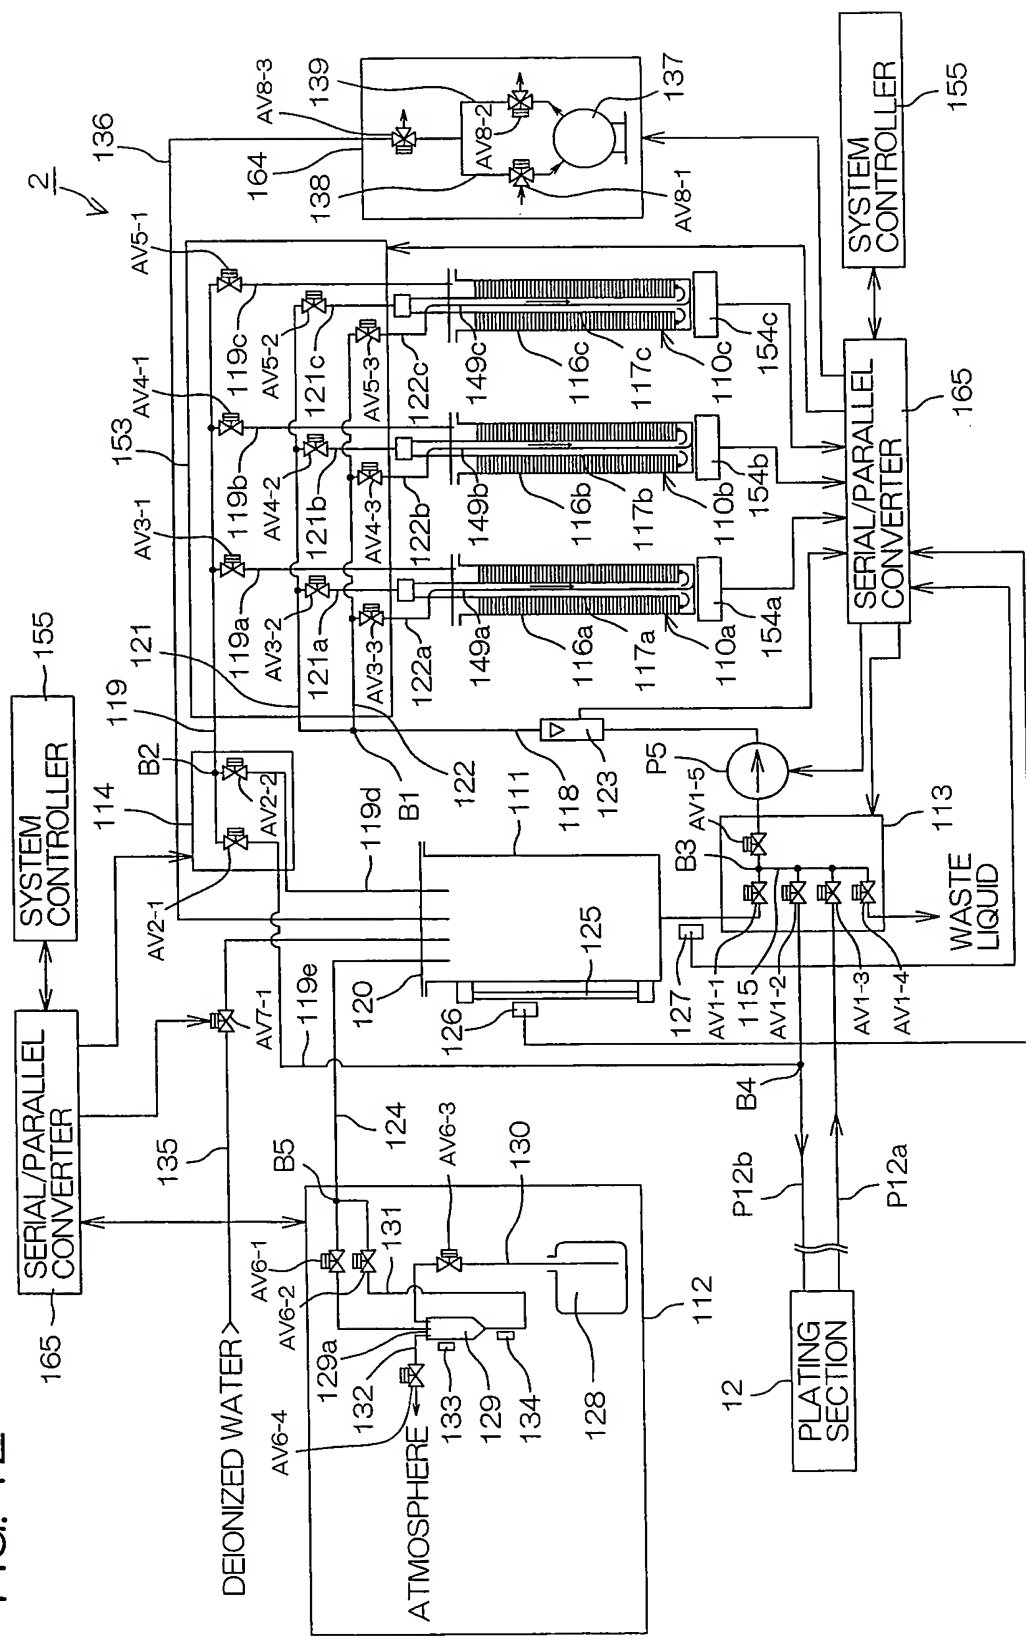 2
136
AV8-3
164
139
138
AV8-2
137
AV8-1
SYSTEM
CONTROLLER
155
AV5-1
AV4-1
153
AV3-1
119c
AV5-2
121c
AV5-3
122c
149c
116c
117c
110c
154c
119b
AV4-2
121b
AV4-3
122b
149b
116b
117b
110b
154b
119a
AV3-2
121a
AV3-3
122a
149a
116a
117a
110a
154a
SERIAL/PARALLEL
CONVERTER
165
155
SYSTEM
CONTROLLER
121
119
B2
114
AV2-2
AV2-1
119d
122
B1
118
123
111
P5
AV1-5
B3
113
WASTE
LIQUID
120
125
126
127
AV1-1
115
AV1-2
AV1-3
AV1-4
SERIAL/PARALLEL
CONVERTER
165
AV7-1
119e
135
124
B4
B5
AV6-3
130
P12b
P12a
AV6-1
AV6-2
131
129a
132
AV6-4
133
129
134
128
112
12
PLATING
SECTION
DEIONIZED WATER
ATMOSPHERE